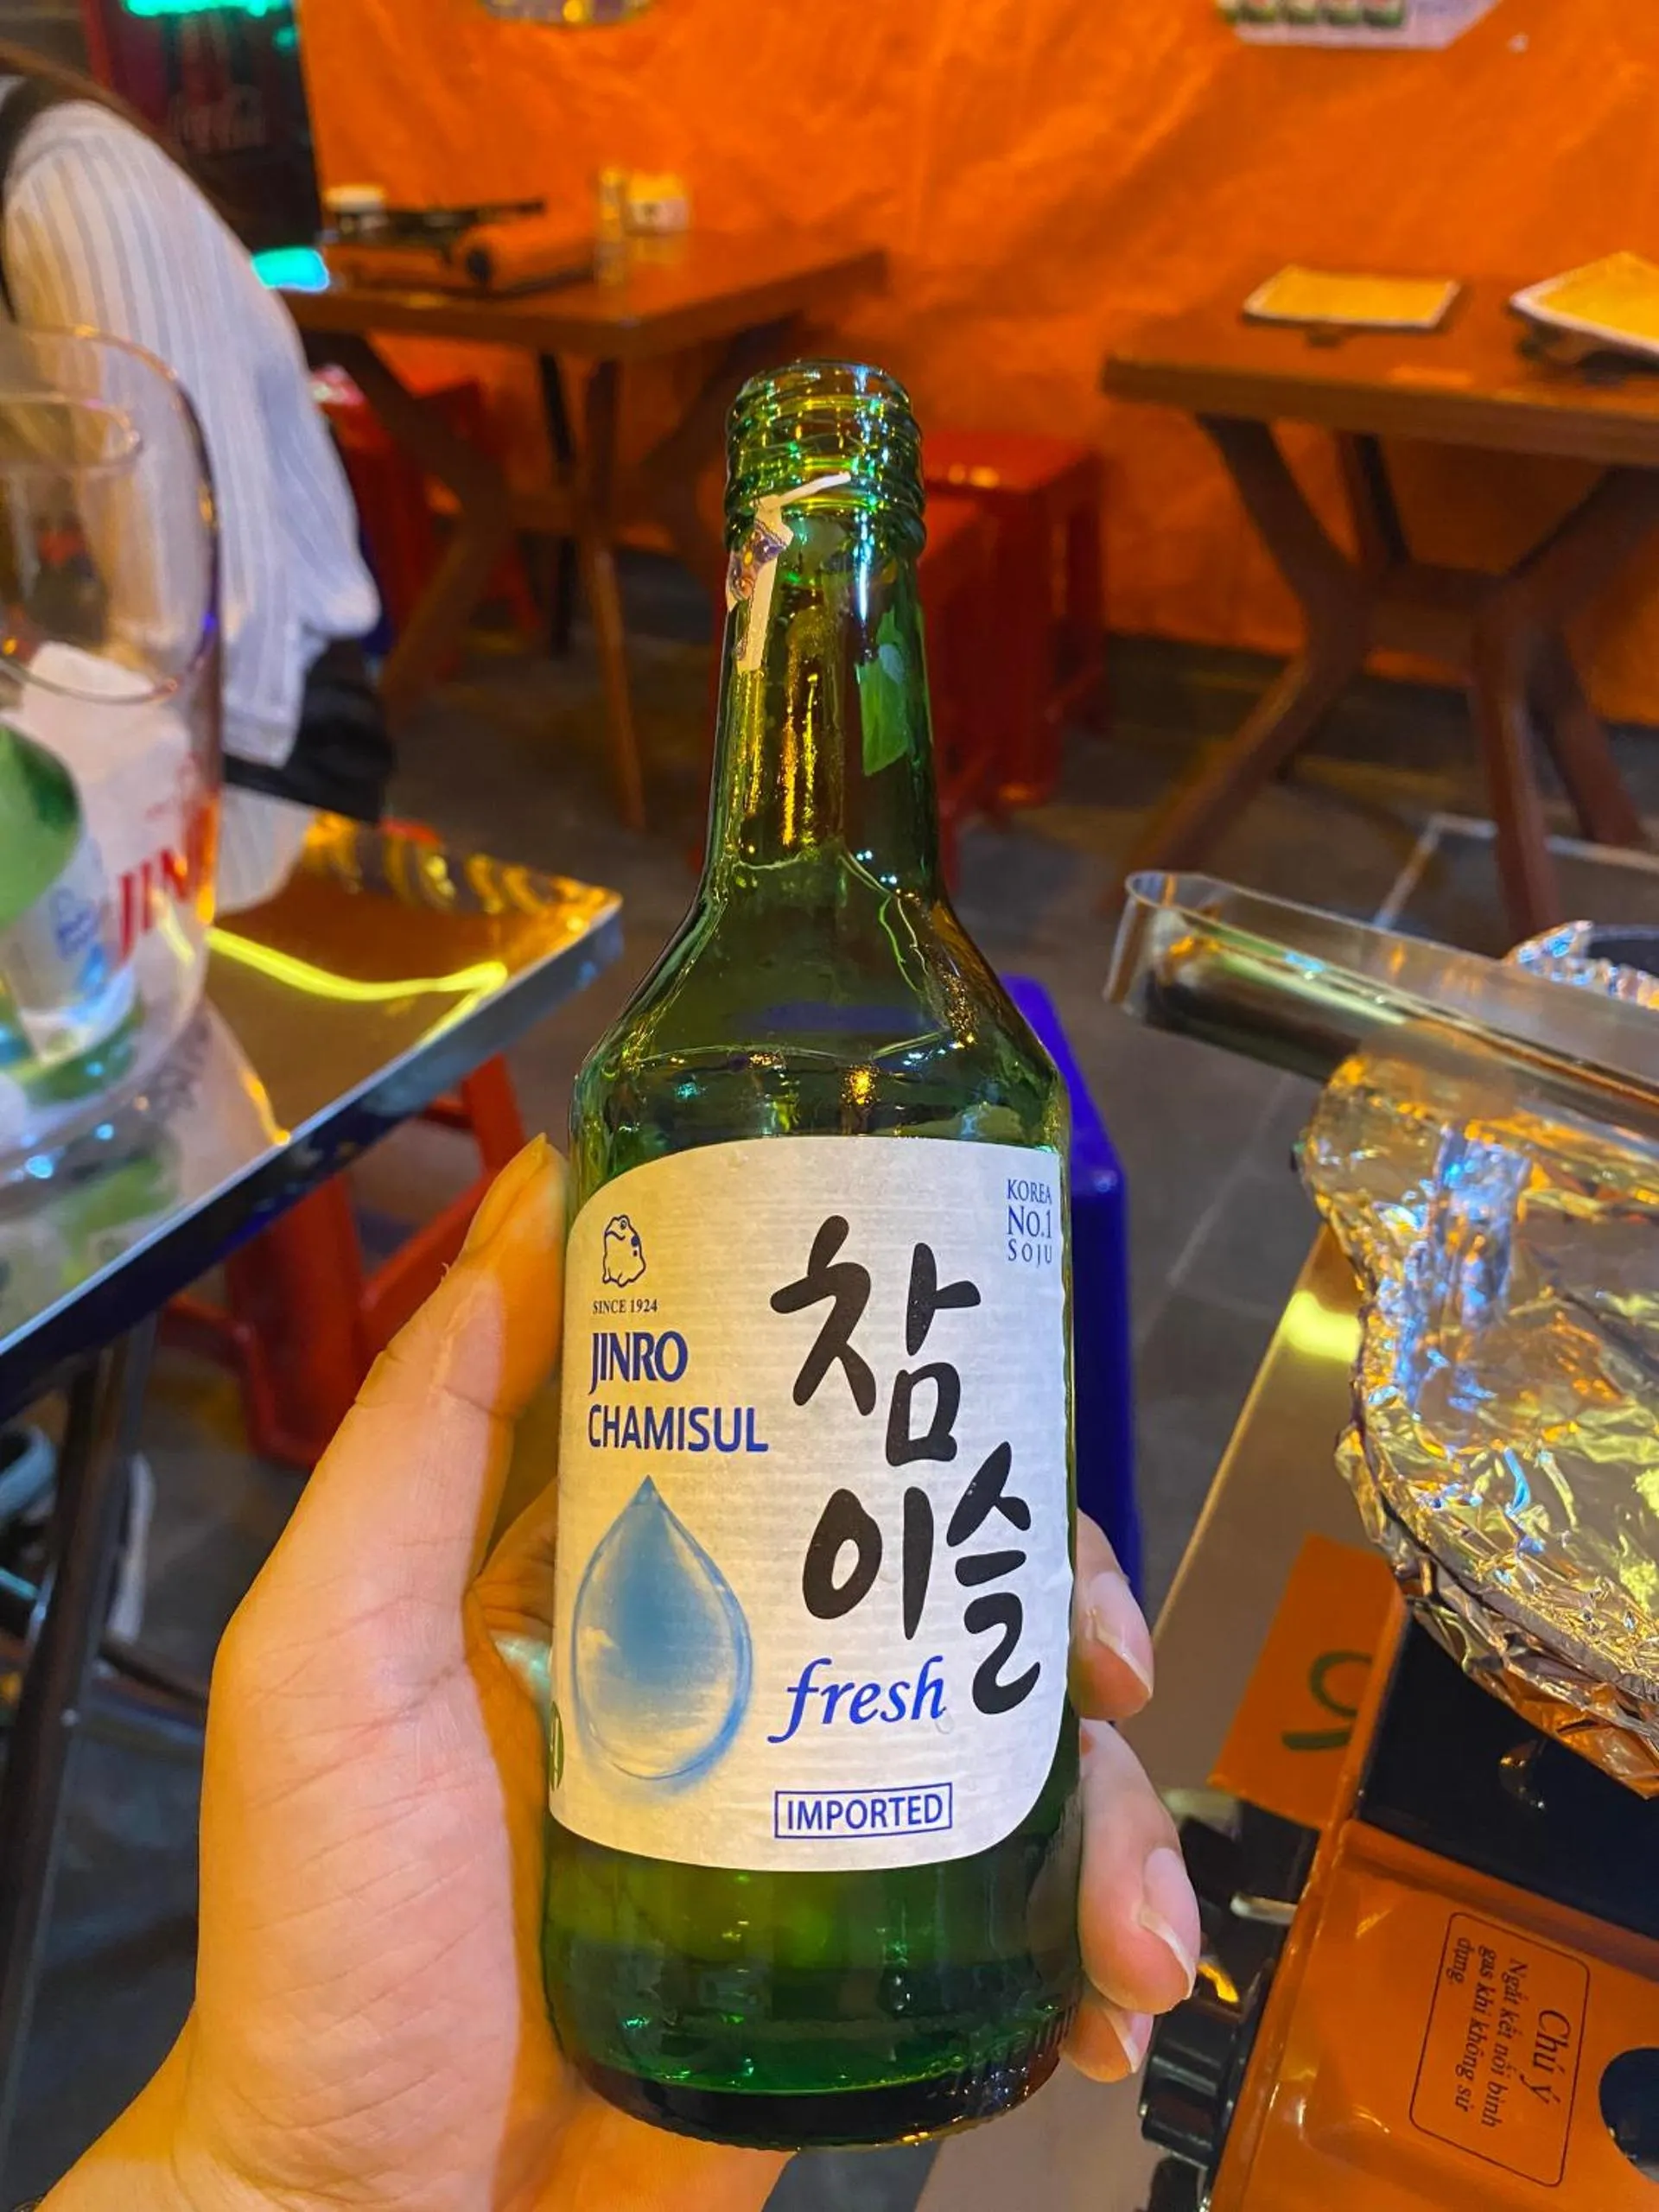 SINCE 1924
JINRO
CHAMISUL
KOREA
No.1
SOJU
참
이슬
fresh
IMPORTED
JIN
Chú ý
Ngắt kết nối bình
gas khi không sử
dụng.